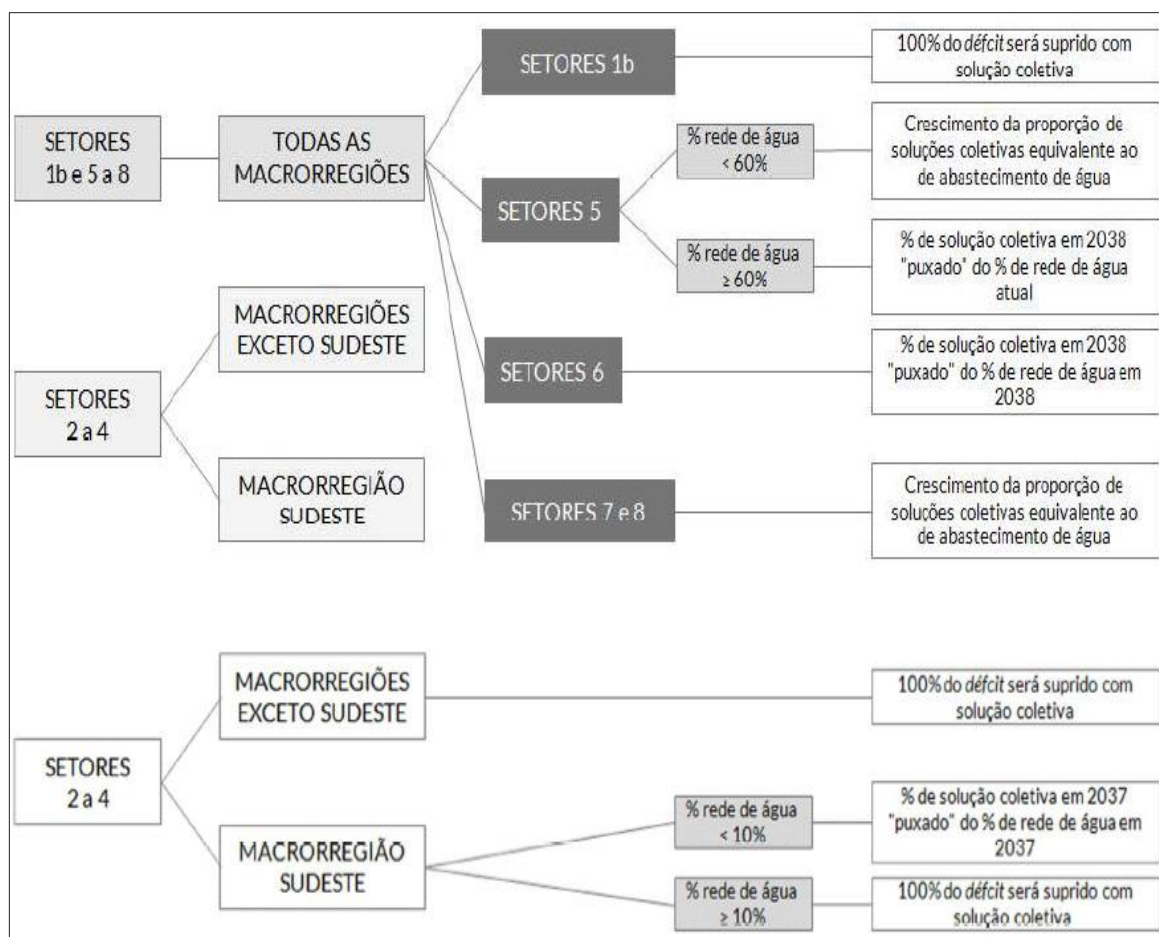 SETORES
1b e 5 a 8
TODAS AS
MACRORREGIÕES
SETORES 1b
100% do défcit será suprido com
solução coletiva
SETORES 5
% rede de água
< 60%
Crescimento da proporção de
soluções coletivas equivalente ao
de abastecimento de água
% rede de água
≥ 60%
% de solução coletiva em 2038
"puxado" do % de rede de água
atual
SETORES 6
% de solução coletiva em 2038
"puxado" do % de rede de água em
2038
SETORES 7 e 8
Crescimento da proporção de
soluções coletivas equivalente ao
de abastecimento de água
SETORES
2 a 4
MACRORREGIÕES
EXCETO SUDESTE
MACRORREGIÃO
SUDESTE
SETORES
2 a 4
MACRORREGIÕES
EXCETO SUDESTE
100% do défcit será suprido com
solução coletiva
MACRORREGIÃO
SUDESTE
% rede de água
< 10%
% de solução coletiva em 2037
"puxado" do % de rede de água em
2037
% rede de água
≥ 10%
100% do défcit será suprido com
solução coletiva